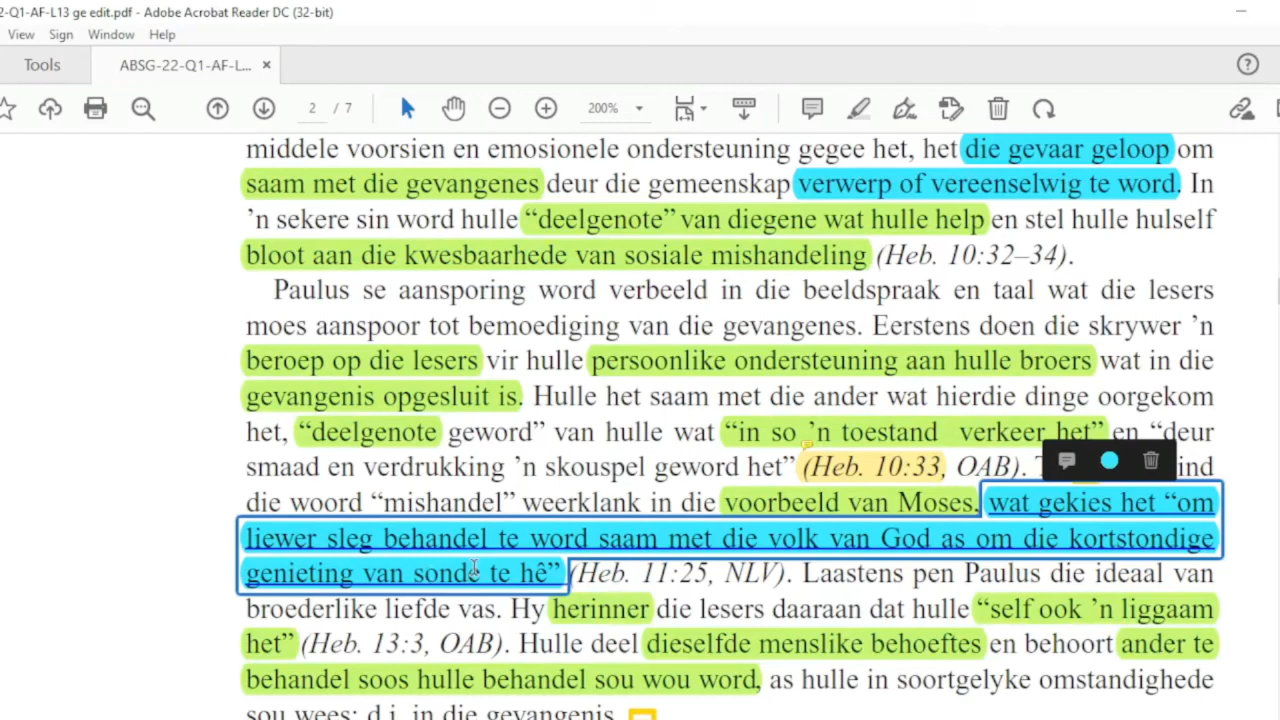 2-Q1-AF-L13 ge edit.pdf - Adobe Acrobat Reader DC (32-bit)
View Sign Window Help
Tools ABSG-22-Q1-AF-L... ×
2 / 7 200%
middele voorsien en emosionele ondersteuning gegee het, het die gevaar geloop om
saam met die gevangenes deur die gemeenskap verwerp of vereenselwig te word. In
’n sekere sin word hulle “deelgenote” van diegene wat hulle help en stel hulle hulself
bloot aan die kwesbaarhede van sosiale mishandeling (Heb. 10:32–34).
Paulus se aansporing word verbeeld in die beeldspraak en taal wat die lesers
moes aanspoor tot bemoediging van die gevangenes. Eerstens doen die skrywer ’n
beroep op die lesers vir hulle persoonlike ondersteuning aan hulle broers wat in die
gevangenis opgesluit is. Hulle het saam met die ander wat hierdie dinge oorgekom
het, “deelgenote geword” van hulle wat “in so ’n toestand verkeer het” en “deur
smaad en verdrukking ’n skouspel geword het” (Heb. 10:33, OAB). ind
die woord “mishandel” weerklank in die voorbeeld van Moses, wat gekies het “om
liewer sleg behandel te word saam met die volk van God as om die kortstondige
genieting van sonde te hê” (Heb. 11:25, NLV). Laastens pen Paulus die ideaal van
broederlike liefde vas. Hy herinner die lesers daaraan dat hulle “self ook ’n liggaam
het” (Heb. 13:3, OAB). Hulle deel dieselfde menslike behoeftes en behoort ander te
behandel soos hulle behandel sou wou word, as hulle in soortgelyke omstandighede
sou wees; d.i. in die gevangenis.